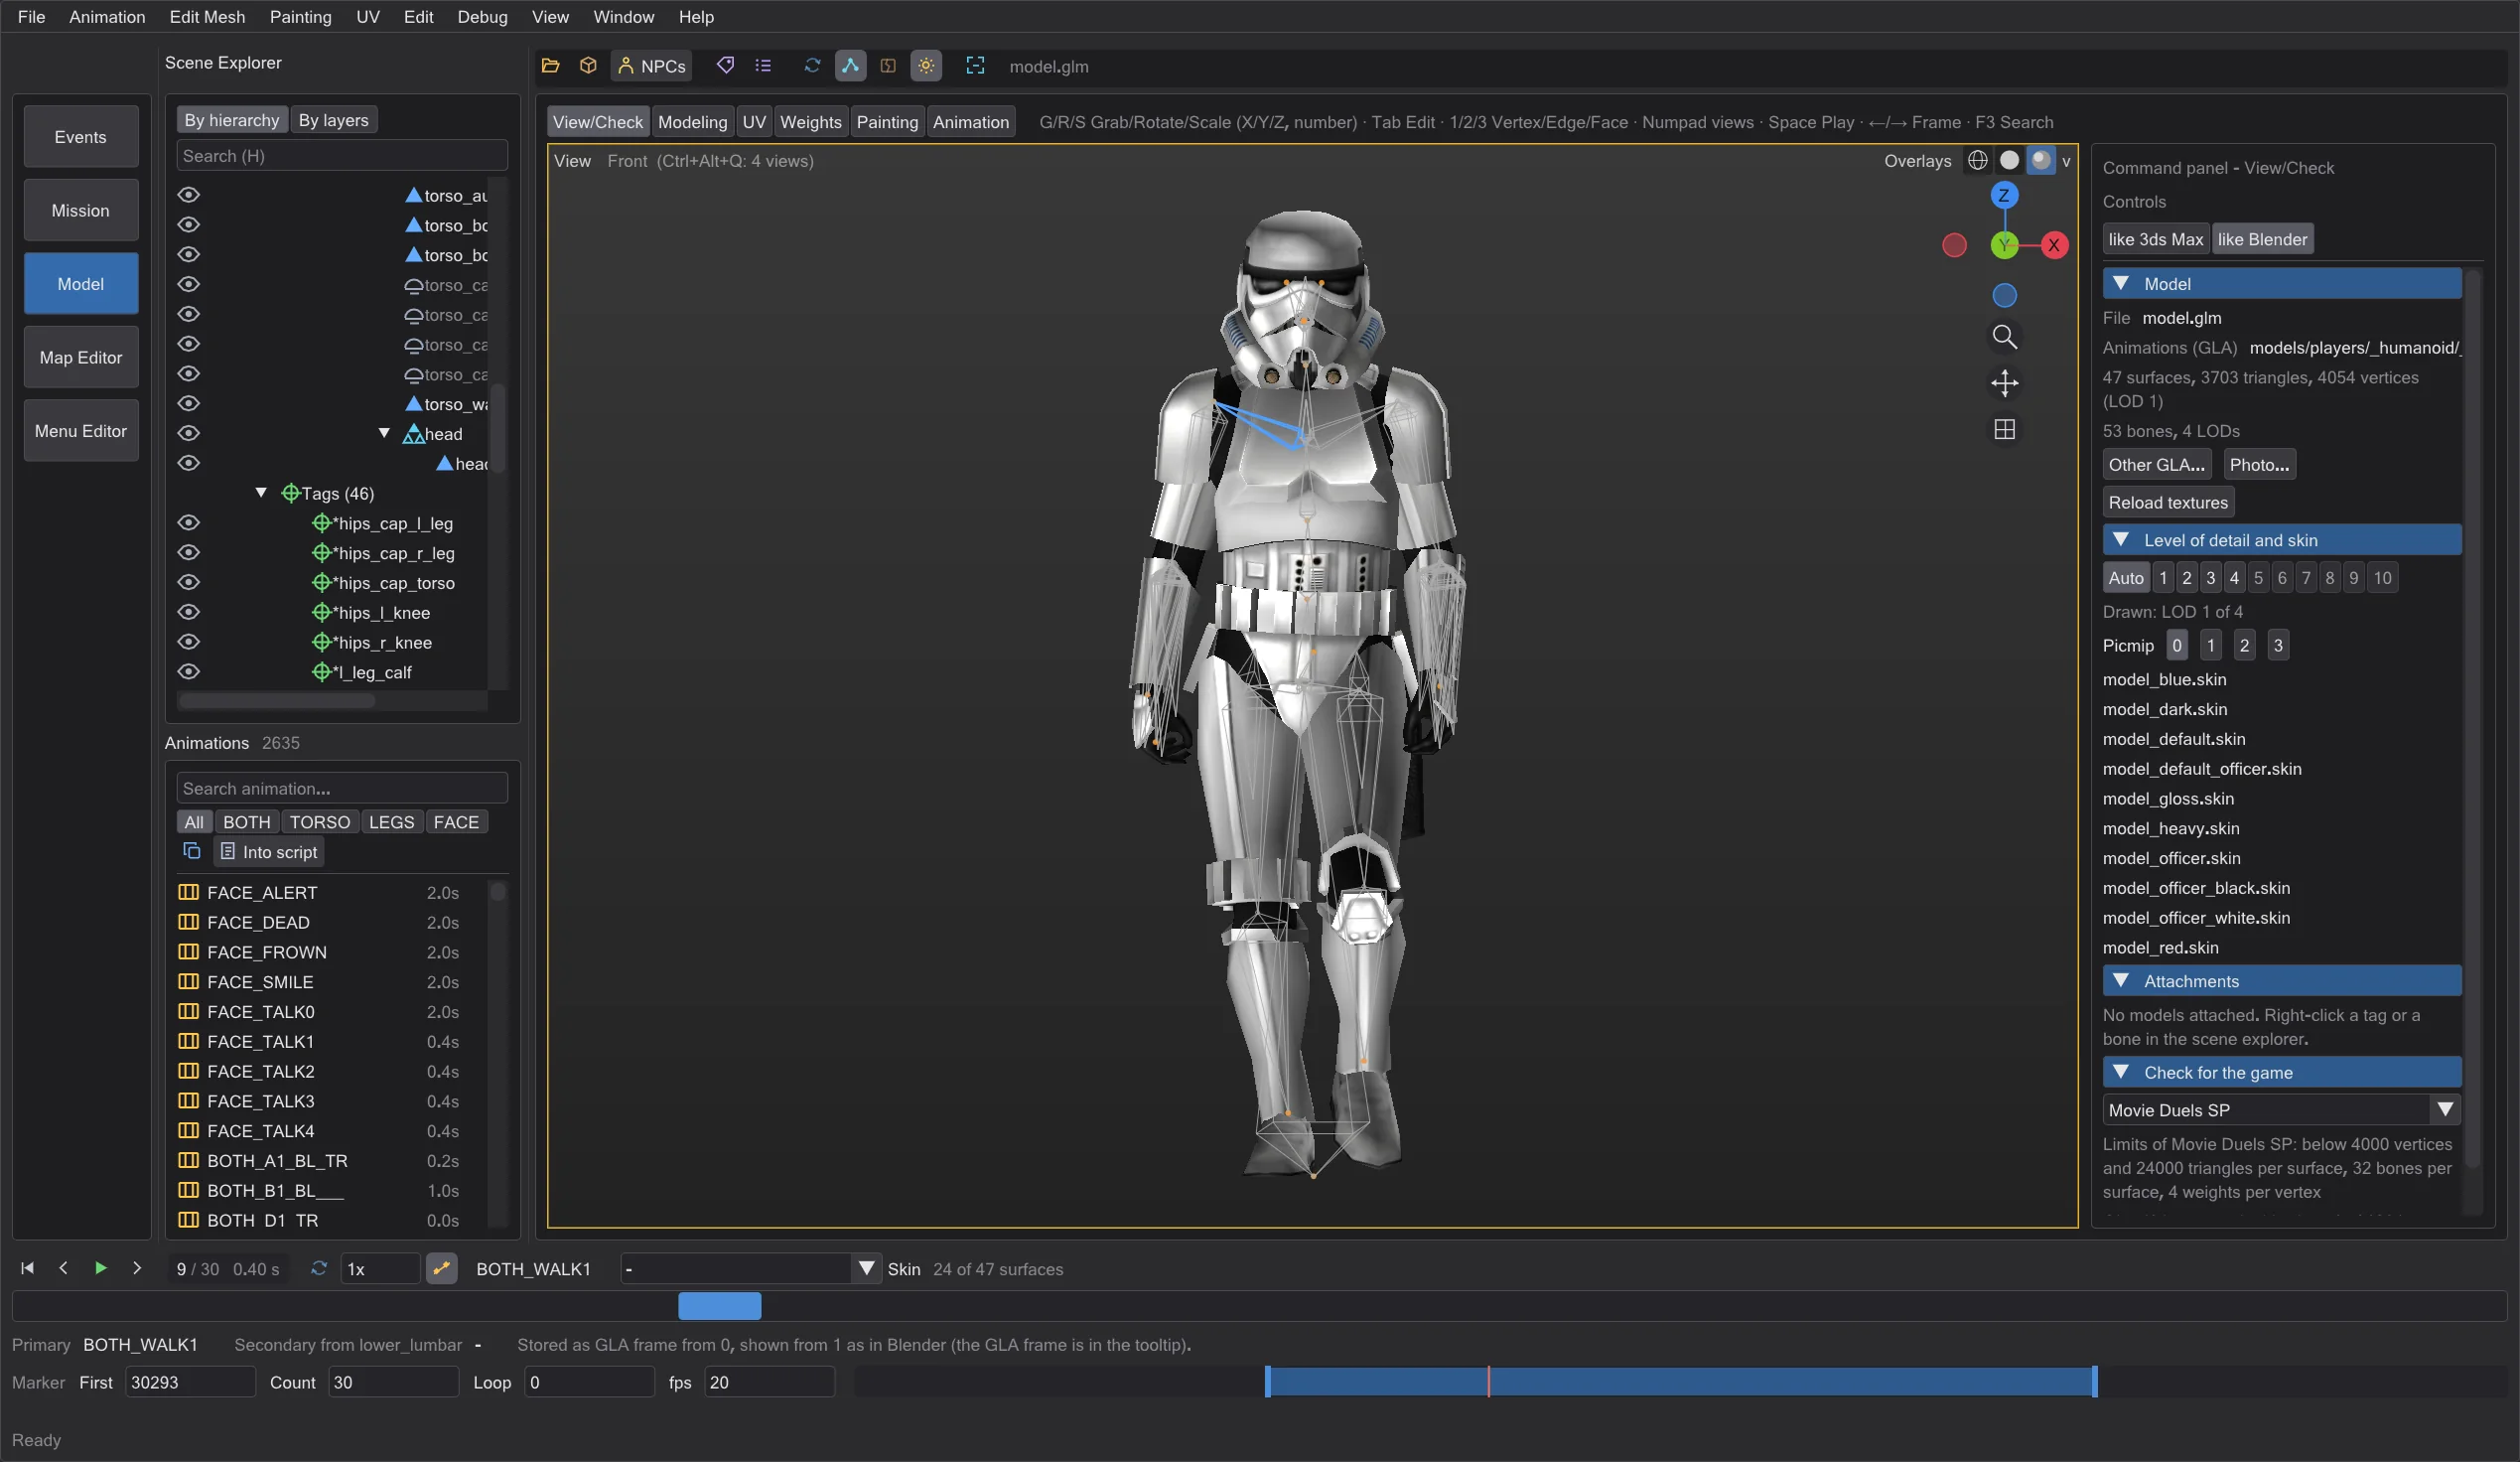 File Animation Edit Mesh Painting UV Edit Debug View Window Help
Scene Explorer
NPCs model.glm
Events
Mission
Model
Map Editor
Menu Editor
By hierarchy By layers
Search (H)
torso_au
torso_bo
torso_bo
torso_ca
torso_ca
torso_ca
torso_ca
torso_wa
head
head
Tags (46)
*hips_cap_l_leg
*hips_cap_r_leg
*hips_cap_torso
*hips_l_knee
*hips_r_knee
*l_leg_calf
Animations 2635
Search animation...
All BOTH TORSO LEGS FACE
Into script
FACE_ALERT 2.0s
FACE_DEAD 2.0s
FACE_FROWN 2.0s
FACE_SMILE 2.0s
FACE_TALK0 2.0s
FACE_TALK1 0.4s
FACE_TALK2 0.4s
FACE_TALK3 0.4s
FACE_TALK4 0.4s
BOTH_A1_BL_TR 0.2s
BOTH_B1_BL___ 1.0s
BOTH_D1_TR 0.0s
View/Check Modeling UV Weights Painting Animation G/R/S Grab/Rotate/Scale (X/Y/Z, number) · Tab Edit · 1/2/3 Vertex/Edge/Face · Numpad views · Space Play · ←/→ Frame · F3 Search
View Front (Ctrl+Alt+Q: 4 views) Overlays v
Z
Y X
Command panel - View/Check
Controls
like 3ds Max like Blender
Model
File model.glm
Animations (GLA) models/players/_humanoid/_
47 surfaces, 3703 triangles, 4054 vertices
(LOD 1)
53 bones, 4 LODs
Other GLA... Photo...
Reload textures
Level of detail and skin
Auto 1 2 3 4 5 6 7 8 9 10
Drawn: LOD 1 of 4
Picmip 0 1 2 3
model_blue.skin
model_dark.skin
model_default.skin
model_default_officer.skin
model_gloss.skin
model_heavy.skin
model_officer.skin
model_officer_black.skin
model_officer_white.skin
model_red.skin
Attachments
No models attached. Right-click a tag or a
bone in the scene explorer.
Check for the game
Movie Duels SP
Limits of Movie Duels SP: below 4000 vertices
and 24000 triangles per surface, 32 bones per
surface, 4 weights per vertex
9 / 30 0.40 s 1x BOTH_WALK1 - Skin 24 of 47 surfaces
Primary BOTH_WALK1 Secondary from lower_lumbar - Stored as GLA frame from 0, shown from 1 as in Blender (the GLA frame is in the tooltip).
Marker First 30293 Count 30 Loop 0 fps 20
Ready